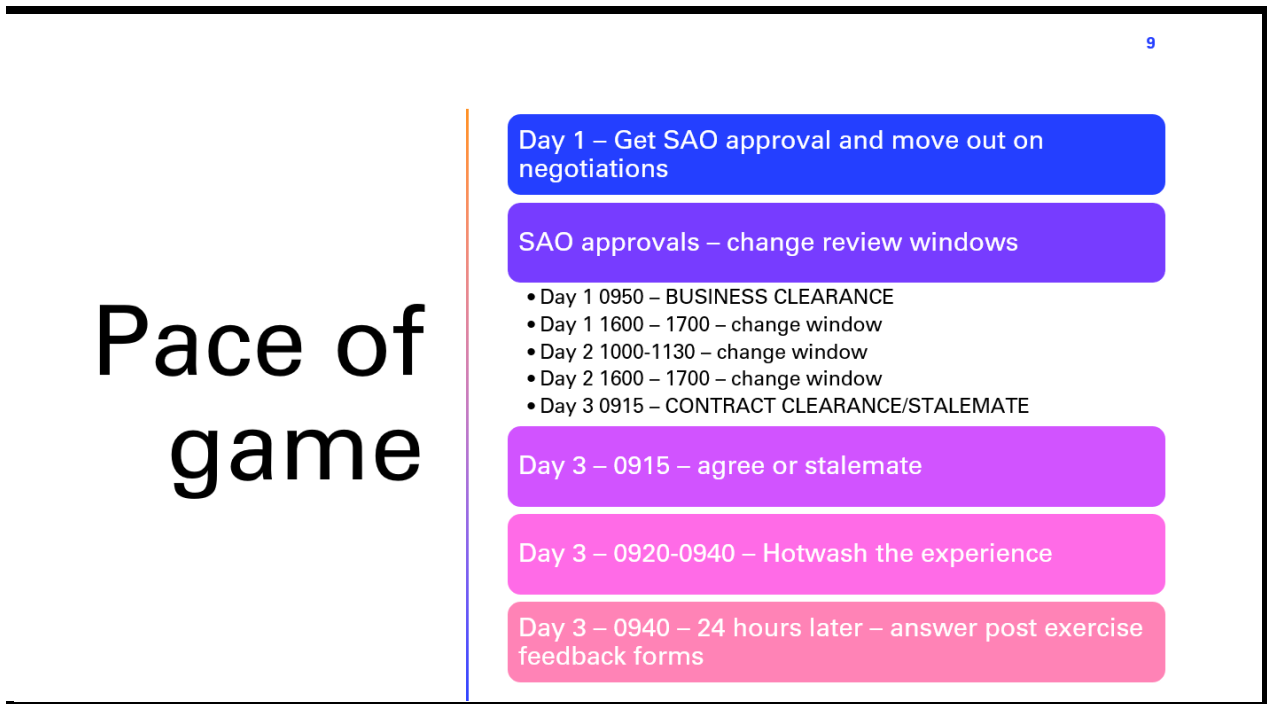 9
Pace of
game
Day 1 – Get SAO approval and move out on
negotiations
SAO approvals – change review windows
•Day 1 0950 – BUSINESS CLEARANCE
•Day 1 1600 – 1700 – change window
•Day 2 1000-1130 – change window
•Day 2 1600 – 1700 – change window
•Day 3 0915 – CONTRACT CLEARANCE/STALEMATE
Day 3 – 0915 – agree or stalemate
Day 3 – 0920-0940 – Hotwash the experience
Day 3 – 0940 – 24 hours later – answer post exercise
feedback forms